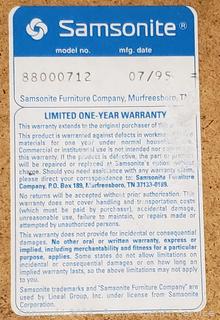 Samsonite®
model no. mfg. date
88000712 07/95
Samsonite Furniture Company, Murfreesboro, TN
LIMITED ONE-YEAR WARRANTY
This warranty extends to the original purchaser of the
This product is warranted against defects in workmanship
materials for one year under normal household
Commercial or institutional use is not intended nor covered
this warranty. If the product is defective, the part or product
will be repaired or replaced at Samsonite's option without
charge. Should you need assistance with any warranty claim,
please direct your correspondence to: Samsonite Furniture
Company, P.O. Box 189, Murfreesboro, TN 37133-0189.
No returns will be accepted without prior authorization. This
warranty does not cover handling and transportation costs
(which must be paid by purchaser), accidental damage,
unreasonable use, failure to maintain, or repairs made or
attempted by unauthorized persons.
This warranty does not provide for incidental or consequential
damages. No other oral or written warranty, express or
implied, including merchantability and fitness for a particular
purpose, applies. Some states do not allow limitations on
incidental or consequential damages or on how long an
implied warranty lasts, so the above limitations may not apply
to you.
Samsonite trademarks and "Samsonite Furniture Company" are
used by Lineal Group, Inc. under license from Samsonite
Corporation.